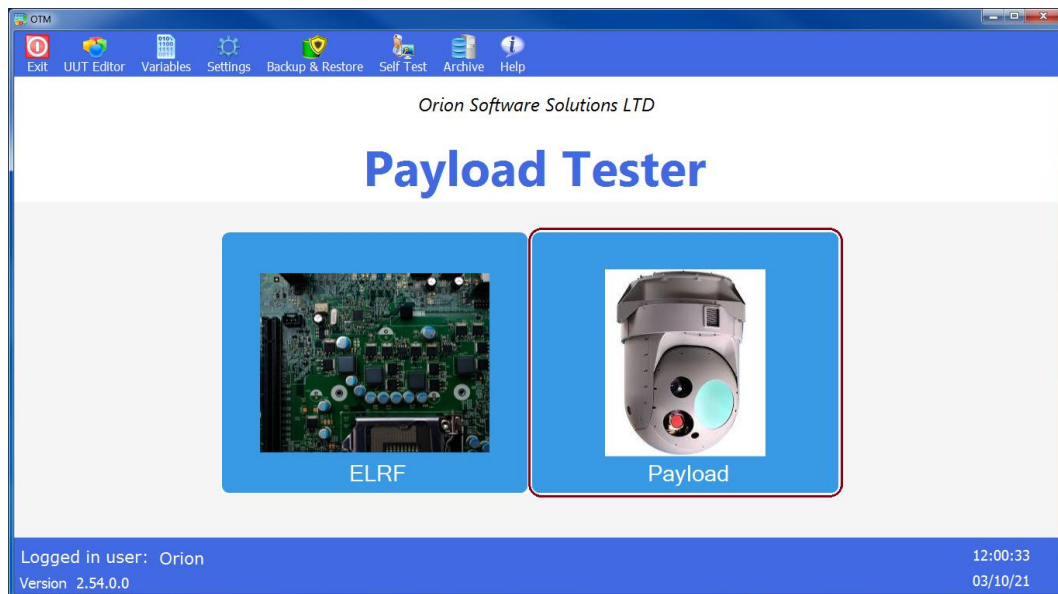 OTM
Exit UUT Editor Variables Settings Backup & Restore Self Test Archive Help
Orion Software Solutions LTD
Payload Tester
ELRF
Payload
Logged in user: Orion
12:00:33
Version 2.54.0.0
03/10/21